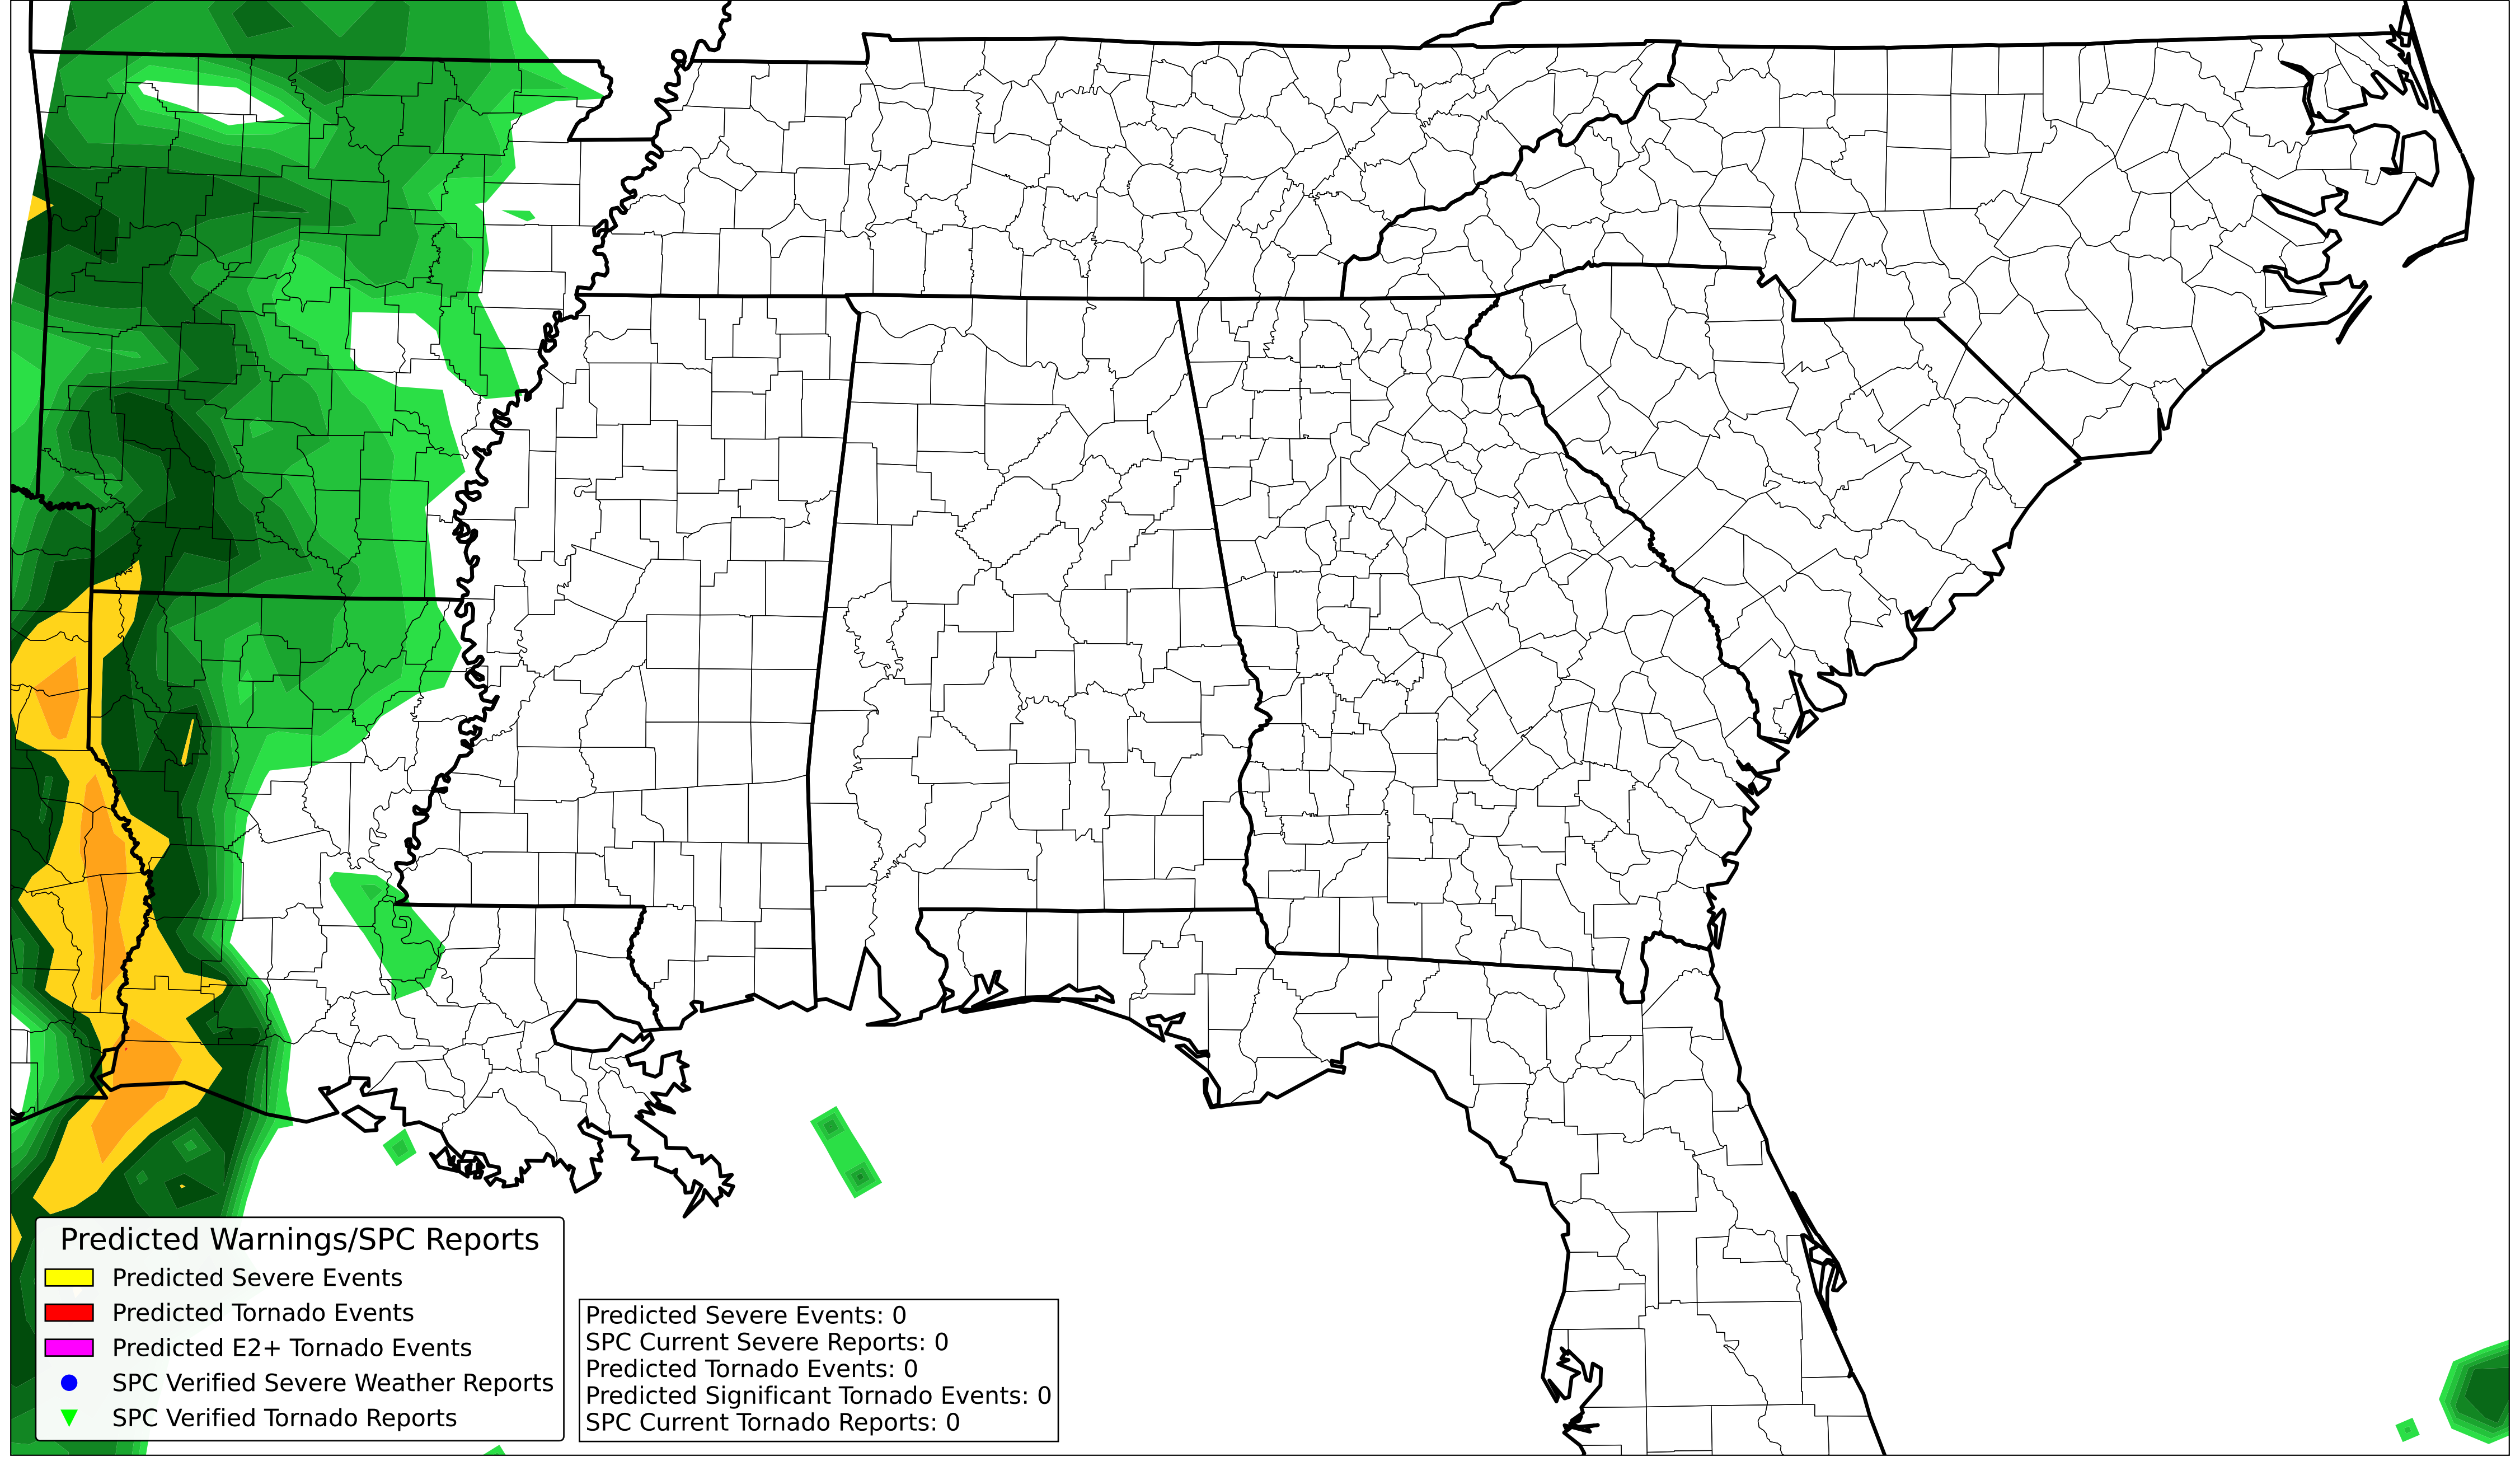 Predicted Warnings/SPC Reports
Predicted Severe Events
Predicted Tornado Events
Predicted E2+ Tornado Events
SPC Verified Severe Weather Reports
SPC Verified Tornado Reports
Predicted Severe Events: 0
SPC Current Severe Reports: 0
Predicted Tornado Events: 0
Predicted Significant Tornado Events: 0
SPC Current Tornado Reports: 0